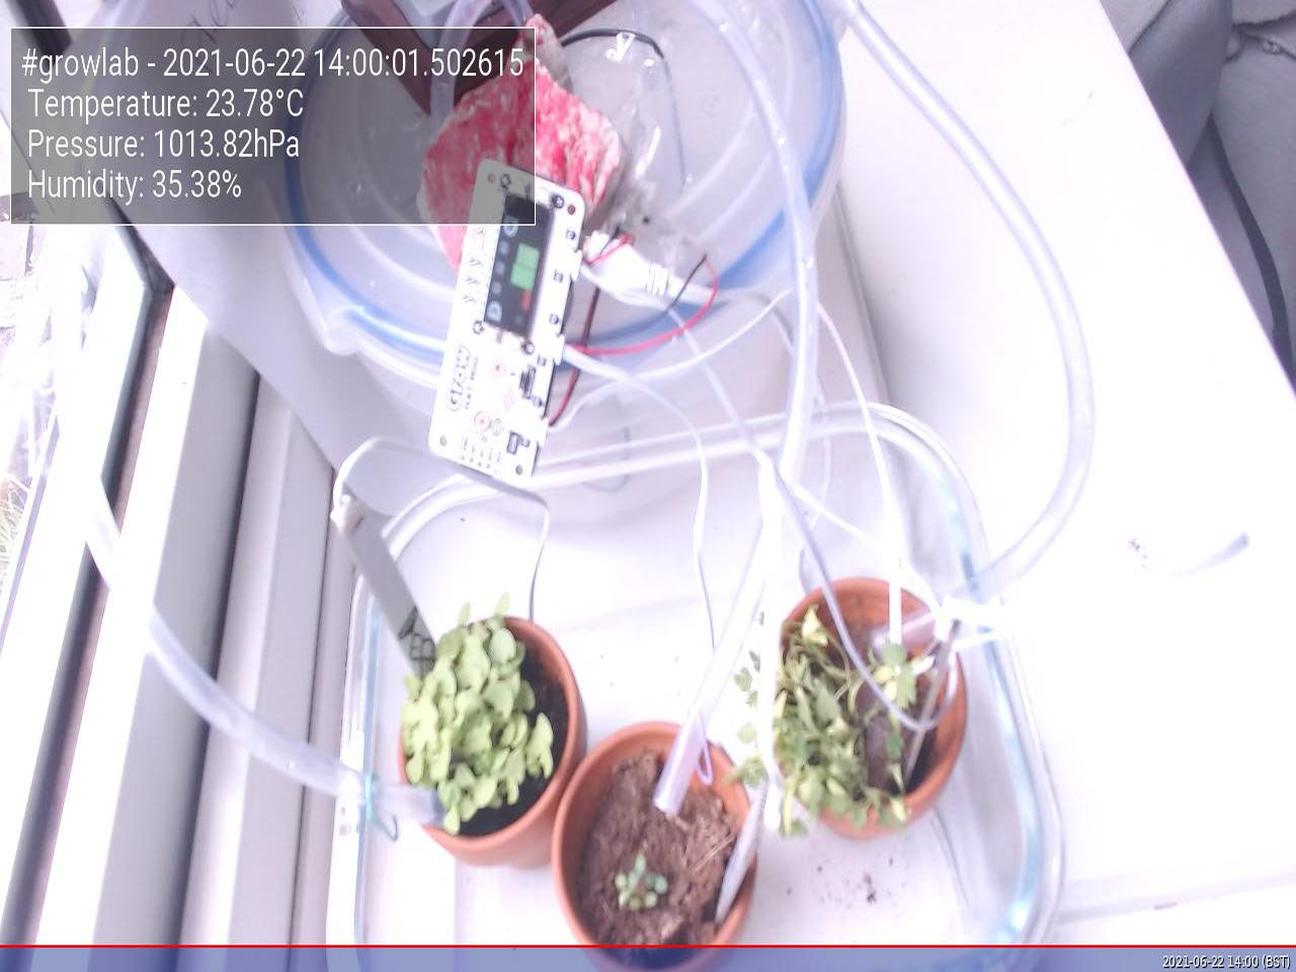 #growlab - 2021-06-22 14:00:01.502615
Temperature: 23.78°C
Pressure: 1013.82hPa
Humidity: 35.38%
2021-06-22 14:00 (BST)